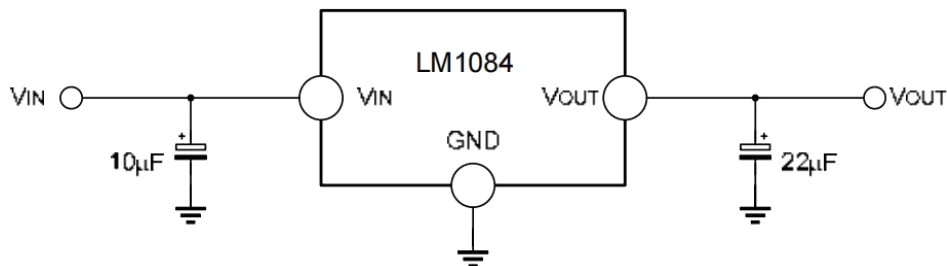 LM1084
VIN
VIN
VOUT
VOUT
GND
+
10µF
+
22µF